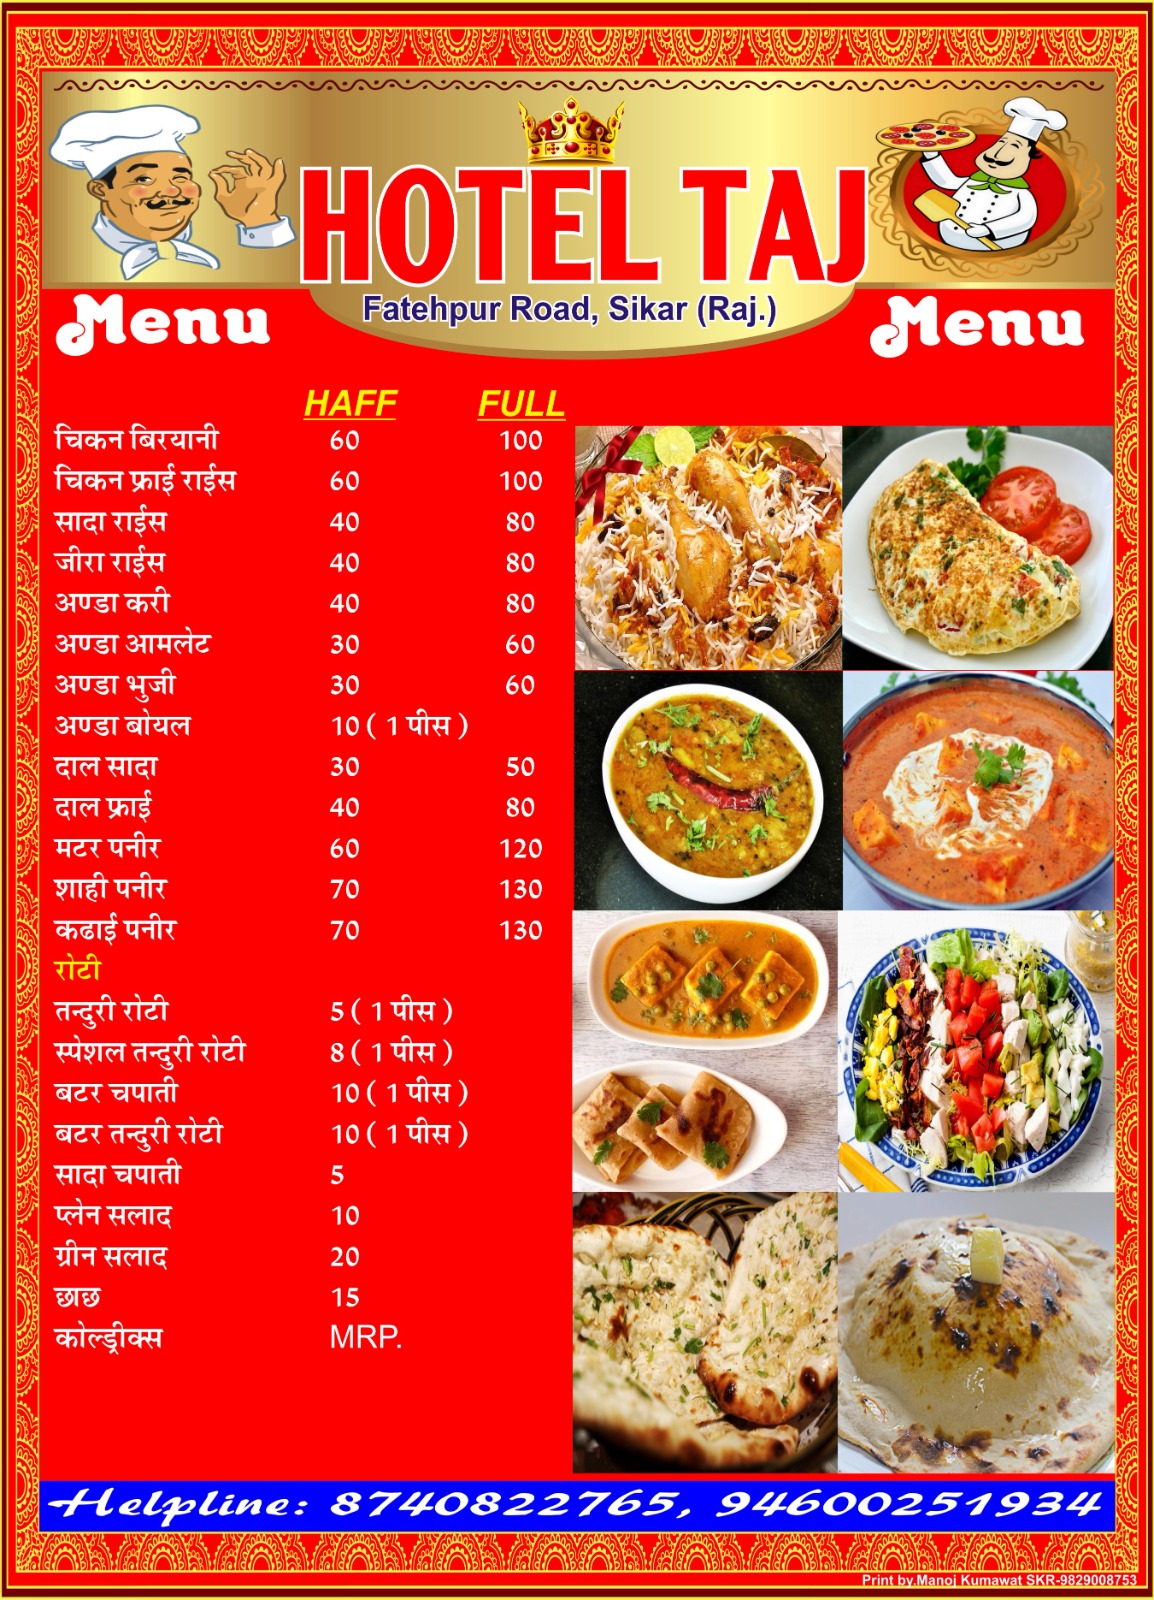 HOTEL TAJ
Fatehpur Road, Sikar (Raj.)
Menu
Menu
HAFF FULL
चिकन बिरयानी 60 100
चिकन फ्राई राईस 60 100
सादा राईस 40 80
जीरा राईस 40 80
अण्डा करी 40 80
अण्डा आमलेट 30 60
अण्डा भुजी 30 60
अण्डा बोयल 10 ( 1 पीस )
दाल सादा 30 50
दाल फ्राई 40 80
मटर पनीर 60 120
शाही पनीर 70 130
कढाई पनीर 70 130
रोटी
तन्दुरी रोटी 5 ( 1 पीस )
स्पेशल तन्दुरी रोटी 8 ( 1 पीस )
बटर चपाती 10 ( 1 पीस )
बटर तन्दुरी रोटी 10 ( 1 पीस )
सादा चपाती 5
प्लेन सलाद 10
ग्रीन सलाद 20
छाछ 15
कोल्ड्रीक्स MRP.
Helpline: 8740822765, 94600251934
Print by.Manoj Kumawat SKR-9829008753